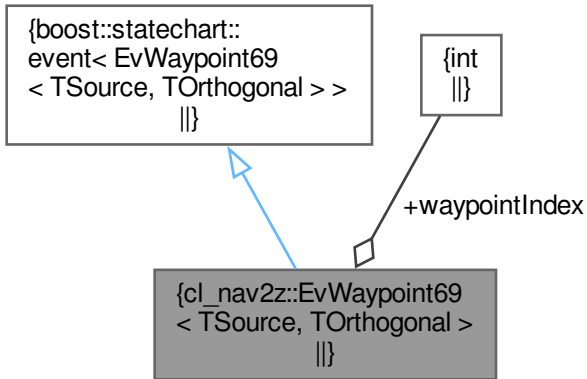 {boost::statechart::
event< EvWaypoint69
< TSource, TOrthogonal > >
||}
{int
||}
+waypointIndex
{cl_nav2z::EvWaypoint69
< TSource, TOrthogonal >
||}